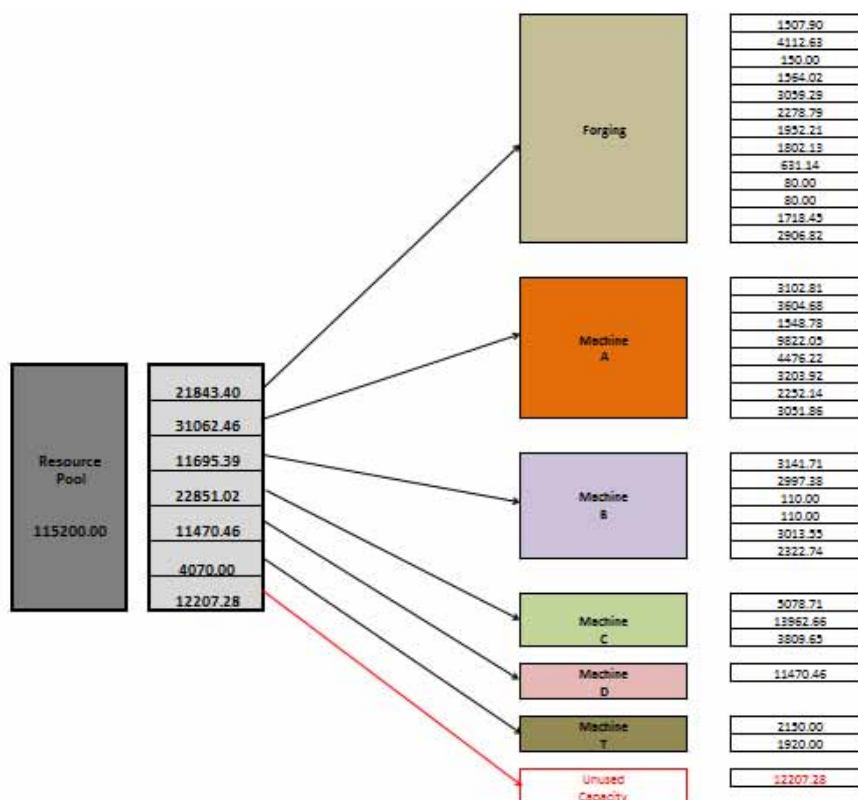 Resource
Pool
115200.00
21843.40
31062.46
11695.39
22851.02
11470.46
4070.00
12207.28
Forging
1507.90
4112.63
150.00
1564.02
3059.29
2278.79
1952.21
1802.13
631.14
80.00
80.00
1718.45
2906.82
Machine
A
3102.81
3604.68
1548.78
9822.05
4476.22
3203.92
2252.14
3051.86
Machine
B
3141.71
2997.38
110.00
110.00
3013.55
2322.74
Machine
C
5078.71
13962.66
3809.65
Machine
D
11470.46
Machine
T
2150.00
1920.00
Unused
Capacity
12207.28